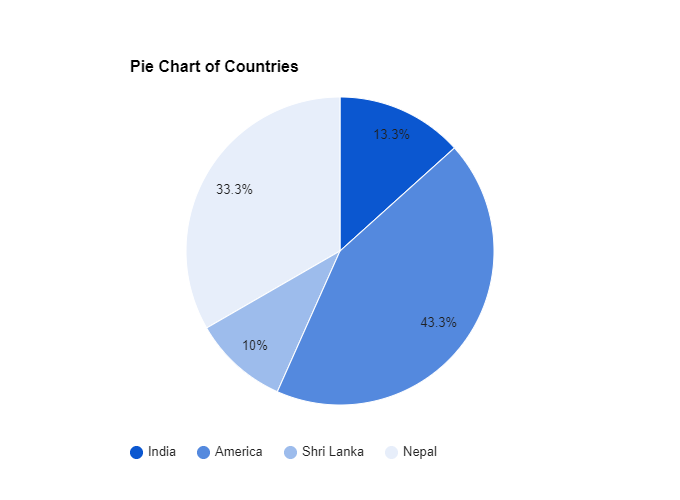 Pie Chart of Countries
13.3%
33.3%
43.3%
10%
India America Shri Lanka Nepal